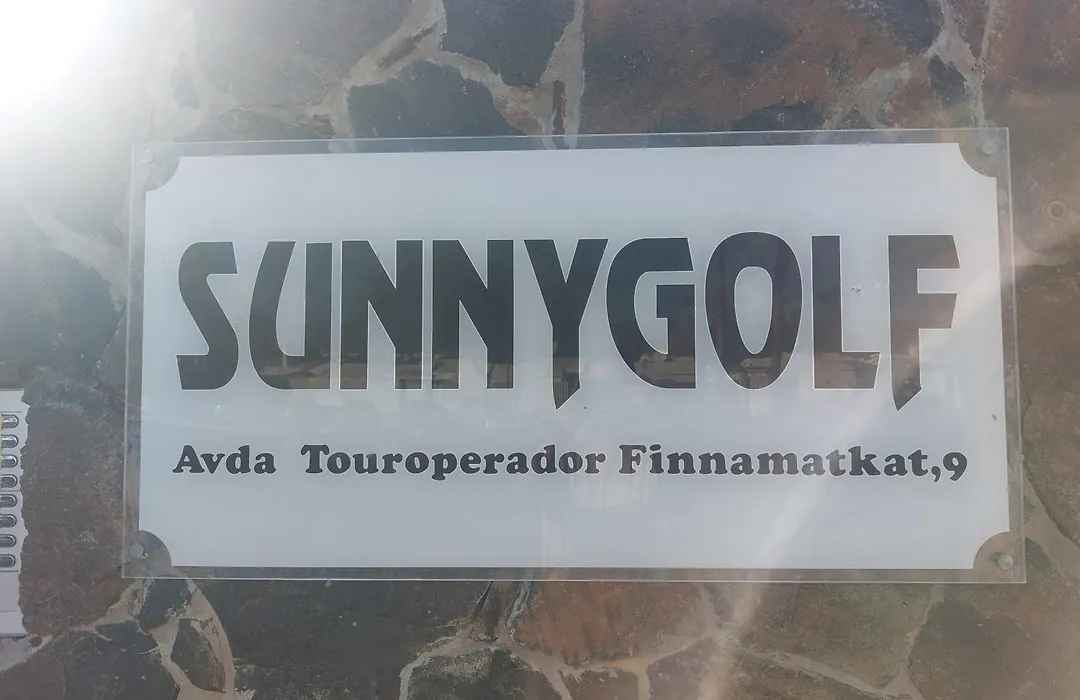 SUNNYGOLF
Avda Touroperador Finnamatkat,9